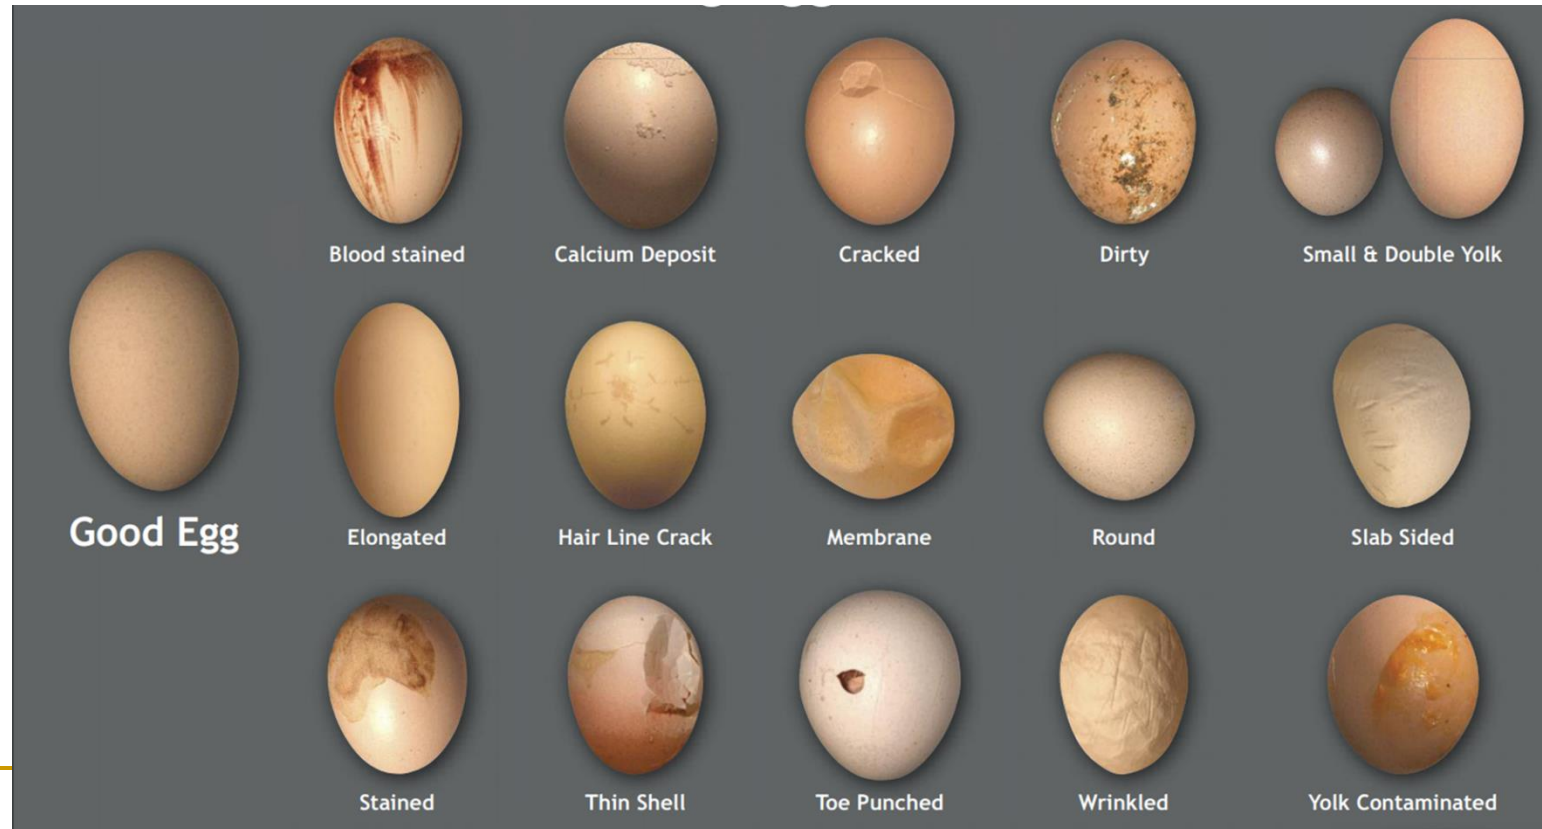 Blood stained
Calcium Deposit
Cracked
Dirty
Small & Double Yolk
Good Egg
Elongated
Hair Line Crack
Membrane
Round
Slab Sided
Stained
Thin Shell
Toe Punched
Wrinkled
Yolk Contaminated